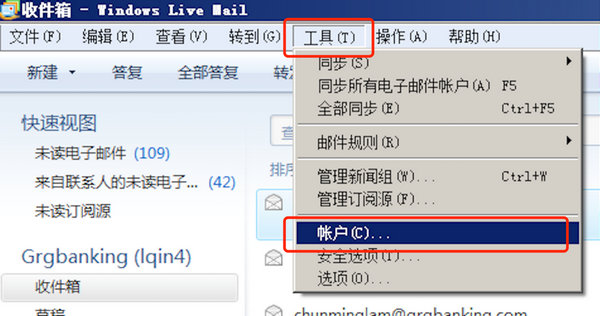 收件箱 - Windows Live Mail
文件(F) 编辑(E) 查看(V) 转到(G) 工具(T) 操作(A) 帮助(H)
新建 答复 全部答复
同步(S)
同步所有电子邮件帐户(A) F5
全部同步(E) Ctrl+F5
邮件规则(R)
管理新闻组(W)... Ctrl+W
管理订阅源(F)...
帐户(C)...
安全选项(I)...
选项(O)...
快速视图
未读电子邮件 (109)
来自联系人的未读电子... (42)
未读订阅源
Grgbanking (lqin4)
收件箱
草稿
chunminglam@grgbanking.com